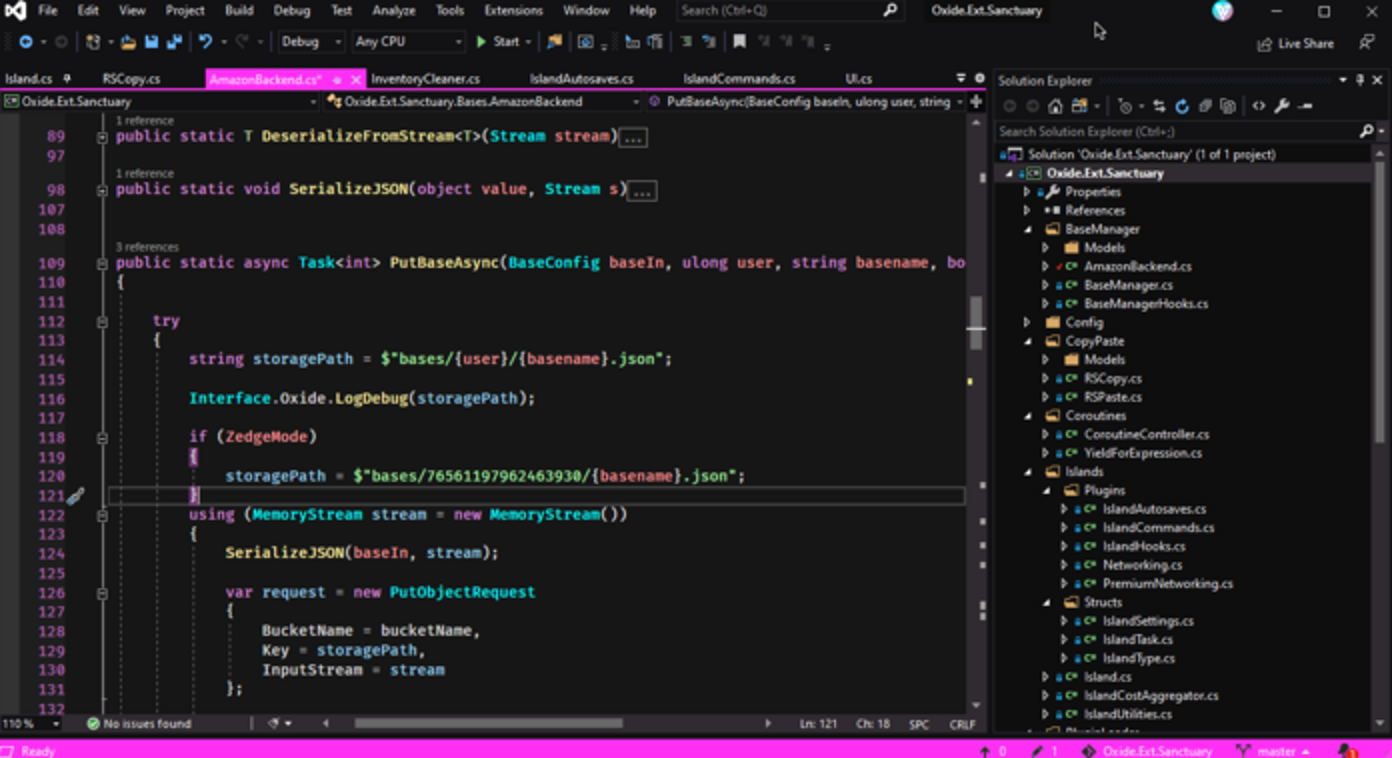 File Edit View Project Build Debug Test Analyze Tools Extensions Window Help Search (Ctrl+Q) Oxide.Ext.Sanctuary
Debug Any CPU Start Live Share
Island.cs RSCopy.cs AmazonBackend.cs* InventoryCleaner.cs IslandAutosaves.cs IslandCommands.cs UI.cs
Oxide.Ext.Sanctuary Oxide.Ext.Sanctuary.Bases.AmazonBackend PutBaseAsync(BaseConfig baseIn, ulong user, string
1 reference
89 public static T DeserializeFromStream<T>(Stream stream)...
97
1 reference
98 public static void SerializeJSON(object value, Stream s)...
107
108
3 references
109 public static async Task<int> PutBaseAsync(BaseConfig baseIn, ulong user, string basename, bo
110 {
111
112 try
113 {
114 string storagePath = $"bases/{user}/{basename}.json";
115
116 Interface.Oxide.LogDebug(storagePath);
117
118 if (ZedgeMode)
119 {
120 storagePath = $"bases/76561197962463930/{basename}.json";
121 }
122 using (MemoryStream stream = new MemoryStream())
123 {
124 SerializeJSON(baseIn, stream);
125
126 var request = new PutObjectRequest
127 {
128 BucketName = bucketName,
129 Key = storagePath,
130 InputStream = stream
131 };
132
110 % No issues found Ln: 121 Ch: 18 SPC CRLF
Solution Explorer
Search Solution Explorer (Ctrl+;)
Solution 'Oxide.Ext.Sanctuary' (1 of 1 project)
Oxide.Ext.Sanctuary
Properties
References
BaseManager
Models
AmazonBackend.cs
BaseManager.cs
BaseManagerHooks.cs
Config
CopyPaste
Models
RSCopy.cs
RSPaste.cs
Coroutines
CoroutineController.cs
YieldForExpression.cs
Islands
Plugins
IslandAutosaves.cs
IslandCommands.cs
IslandHooks.cs
Networking.cs
PremiumNetworking.cs
Structs
IslandSettings.cs
IslandTask.cs
IslandType.cs
Island.cs
IslandCostAggregator.cs
IslandUtilities.cs
Ready 0 1 Oxide.Ext.Sanctuary master 1